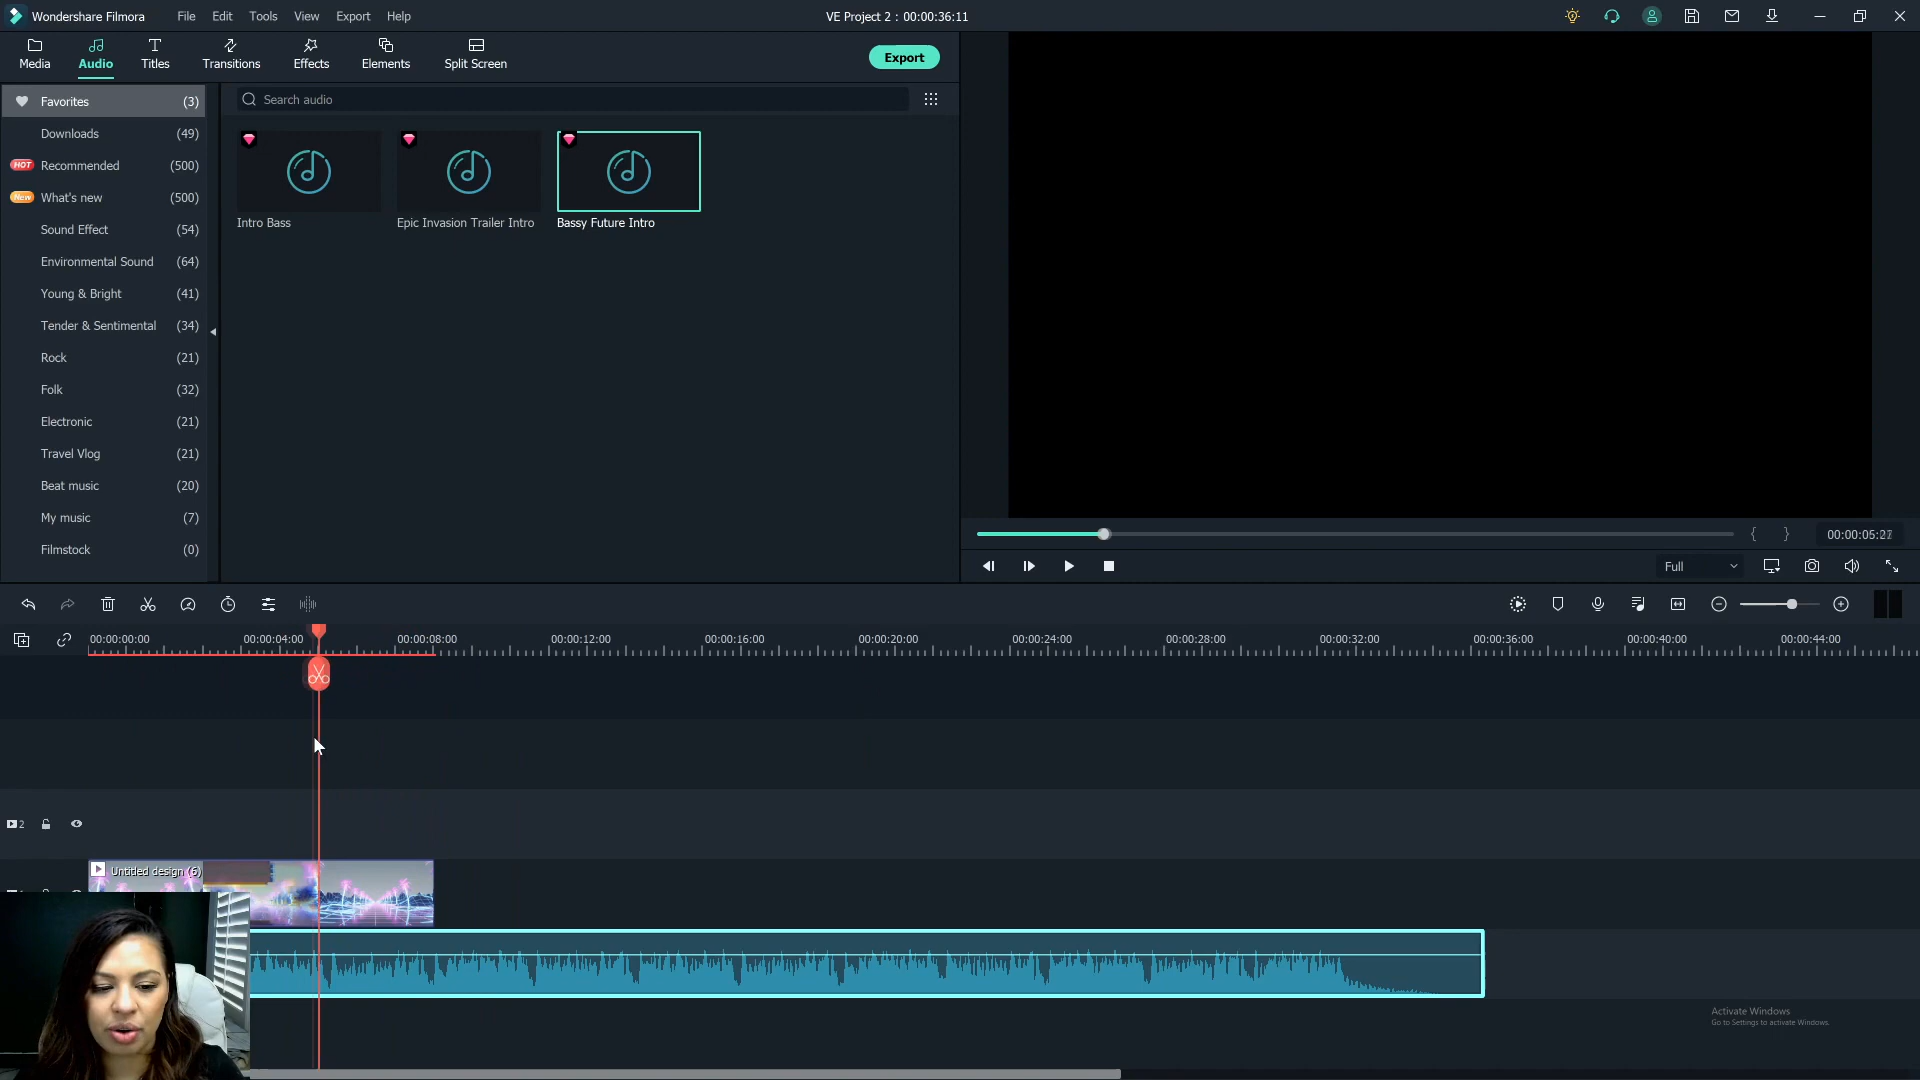 Wondershare Filmora
File Edit Tools View Export Help
VE Project 2 : 00:00:36:11
Media Audio Titles Transitions Effects Elements Split Screen
Export
Favorites (3)
Search audio
Downloads (49)
HOT Recommended (500)
New What's new (500)
Sound Effect (54)
Environmental Sound (64)
Young & Bright (41)
Tender & Sentimental (34)
Rock (21)
Folk (32)
Electronic (21)
Travel Vlog (21)
Beat music (20)
My music (7)
Filmstock (0)
Intro Bass
Epic Invasion Trailer Intro
Bassy Future Intro
{ }
Full
00:00:00:00 00:00:04:00 00:00:08:00 00:00:12:00 00:00:16:00 00:00:20:00 00:00:24:00 00:00:28:00 00:00:32:00 00:00:36:00 00:00:40:00 00:00:44:00
2
Untitled design (6)
Activate Windows
Go to Settings to activate Windows.